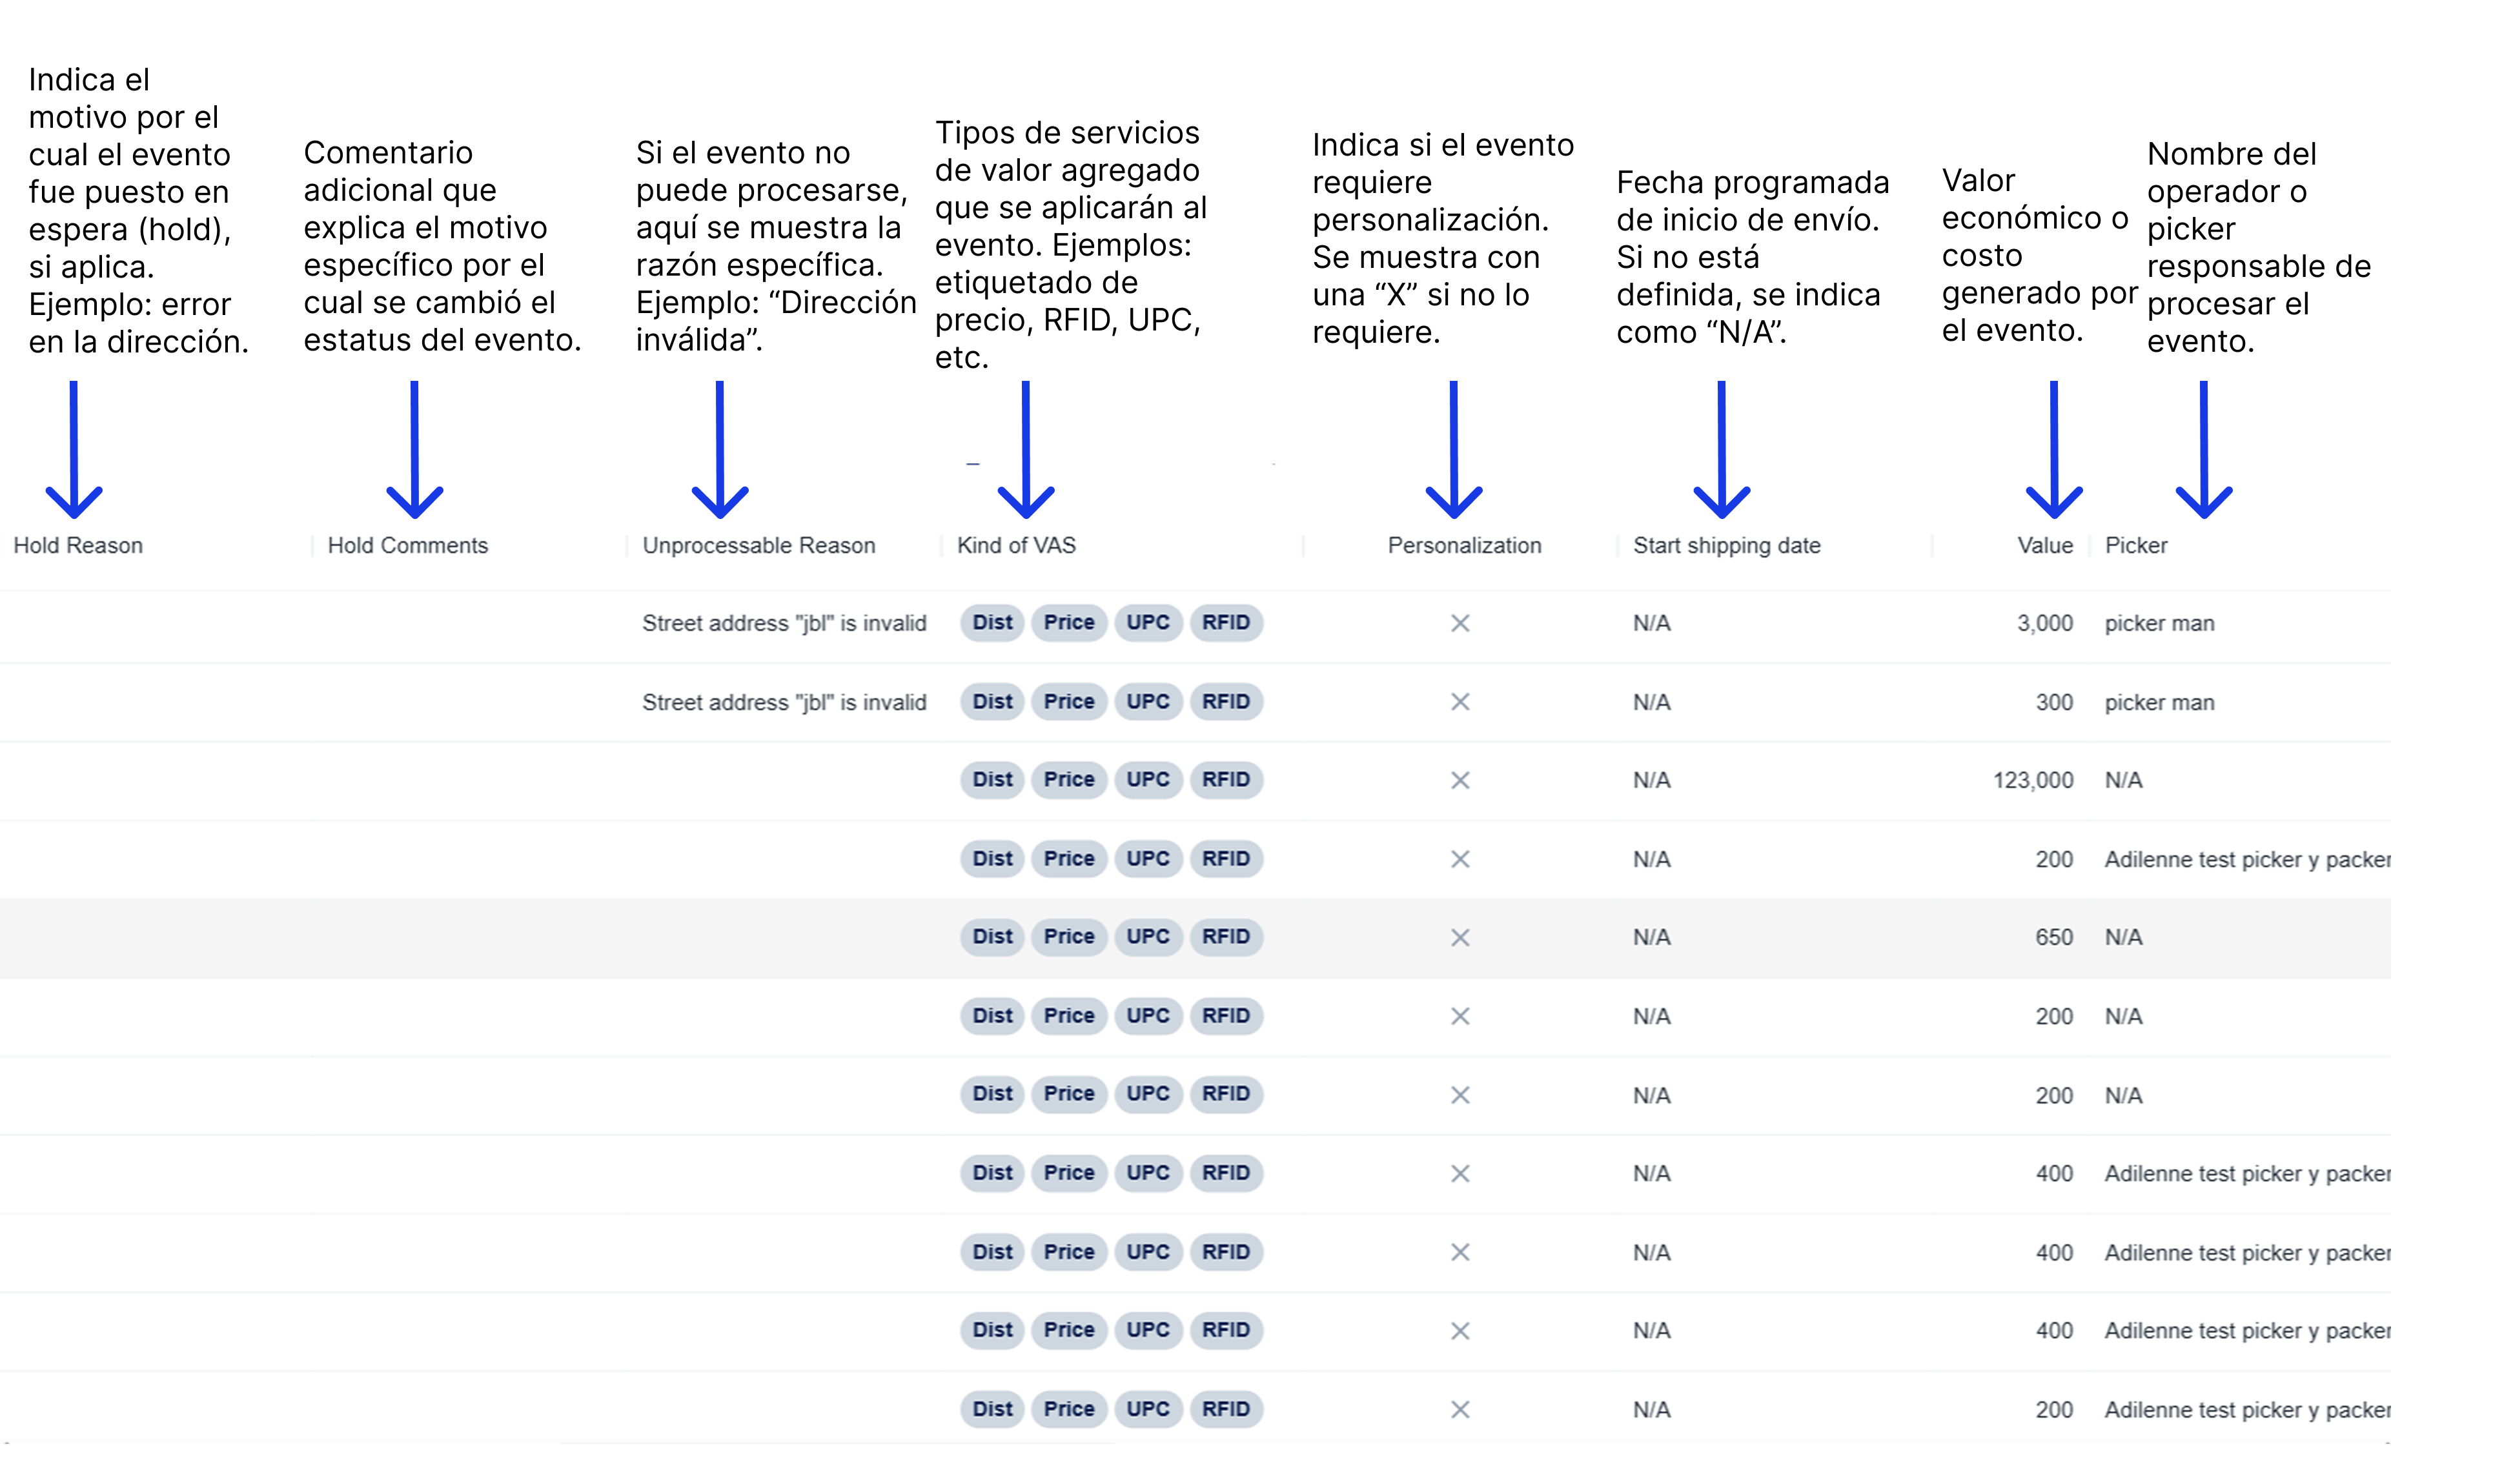 Indica el
motivo por el
cual el evento
fue puesto en
espera (hold),
si aplica.
Ejemplo: error
en la dirección.
Comentario
adicional que
explica el motivo
específico por el
cual se cambió el
estatus del evento.
Si el evento no
puede procesarse,
aquí se muestra la
razón específica.
Ejemplo: “Dirección
inválida”.
Tipos de servicios
de valor agregado
que se aplicarán al
evento. Ejemplos:
etiquetado de
precio, RFID, UPC,
etc.
Indica si el evento
requiere
personalización.
Se muestra con
una “X” si no lo
requiere.
Fecha programada
de inicio de envío.
Si no está
definida, se indica
como “N/A”.
Valor
económico o
costo
generado por
el evento.
Nombre del
operador o
picker
responsable de
procesar el
evento.
Hold Reason Hold Comments Unprocessable Reason Kind of VAS Personalization Start shipping date Value Picker
Street address "jbl" is invalid Dist Price UPC RFID N/A 3,000 picker man
Street address "jbl" is invalid Dist Price UPC RFID N/A 300 picker man
Dist Price UPC RFID N/A 123,000 N/A
Dist Price UPC RFID N/A 200 Adilenne test picker y packer
Dist Price UPC RFID N/A 650 N/A
Dist Price UPC RFID N/A 200 N/A
Dist Price UPC RFID N/A 200 N/A
Dist Price UPC RFID N/A 400 Adilenne test picker y packer
Dist Price UPC RFID N/A 400 Adilenne test picker y packer
Dist Price UPC RFID N/A 400 Adilenne test picker y packer
Dist Price UPC RFID N/A 200 Adilenne test picker y packer